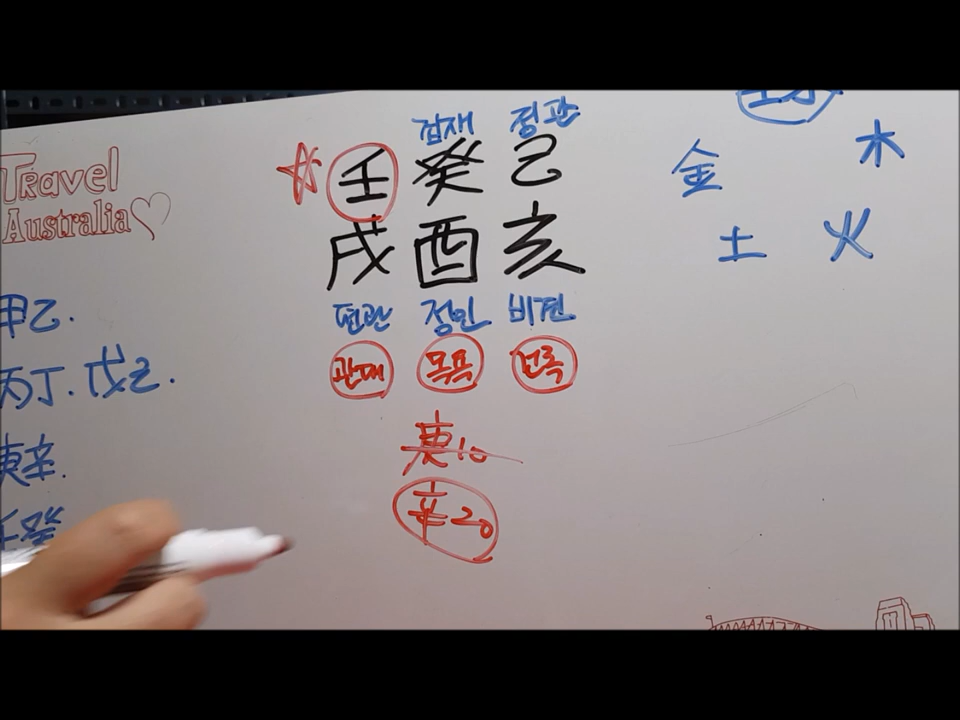 Travel
Australia
겁재 정관
壬 癸 己
戌 酉 亥
편관 정인 비견
관대 목욕 건록
庚10
辛20
甲乙.
丙丁.戊己.
庚辛.
壬癸
金 木
土 火